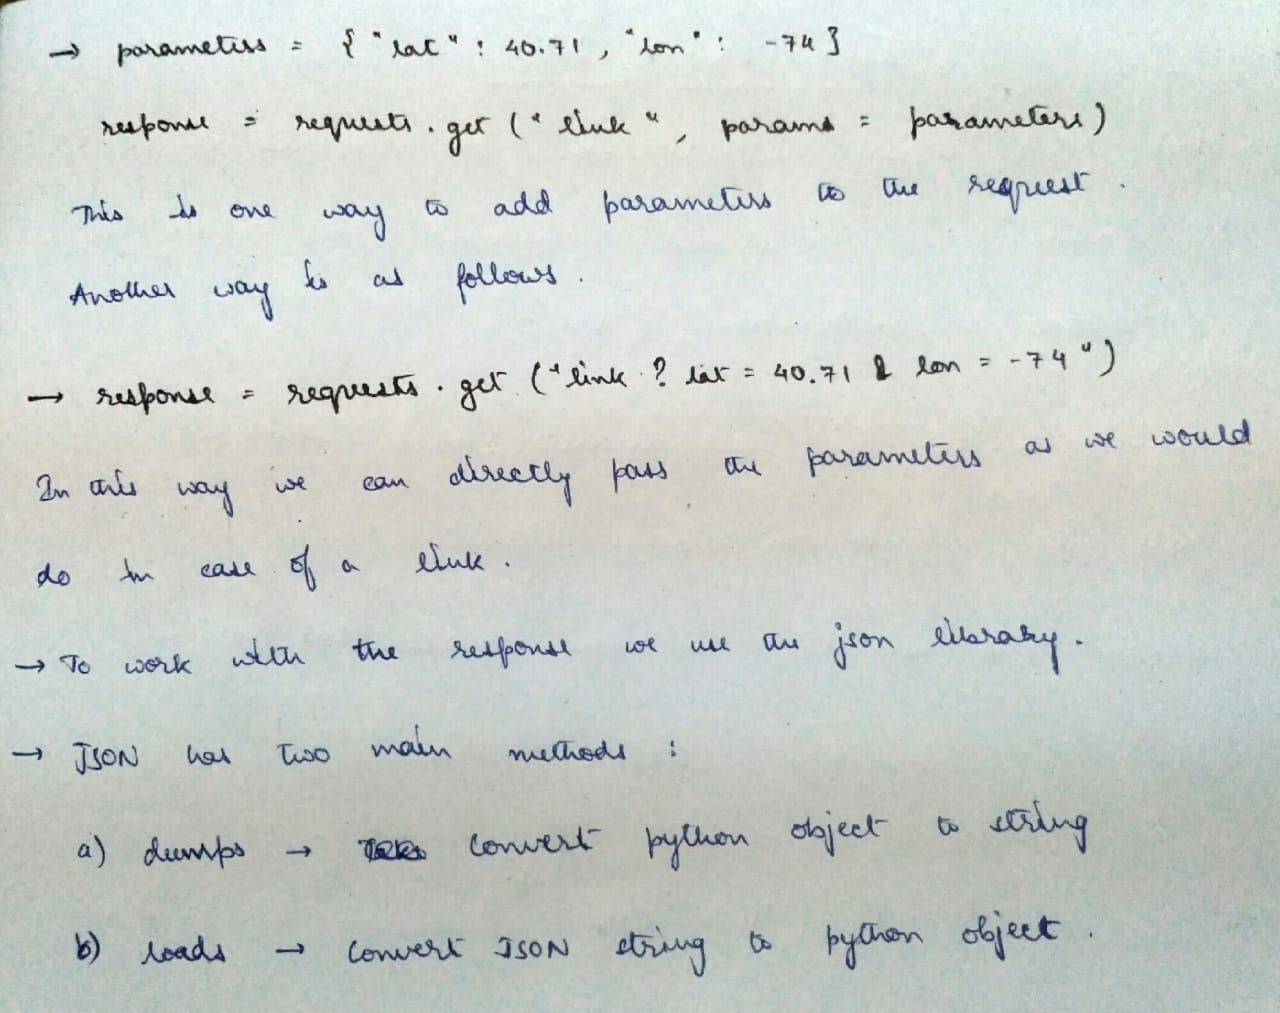 → parameters = { "lat" : 40.71 , "lon" : -74 }
response = requests . get ( " link " , params = parameters )
This is one way to add parameters to the request .
Another way is as follows .
→ response = requests . get ( " link ? lat = 40.71 & lon = -74 " )
In this way we can directly pass the parameters as we would
do in case of a link .
→ To work with the response we use the json library .
→ JSON has two main methods :
a) dumps → convert python object to string
b) loads → convert JSON string to python object .